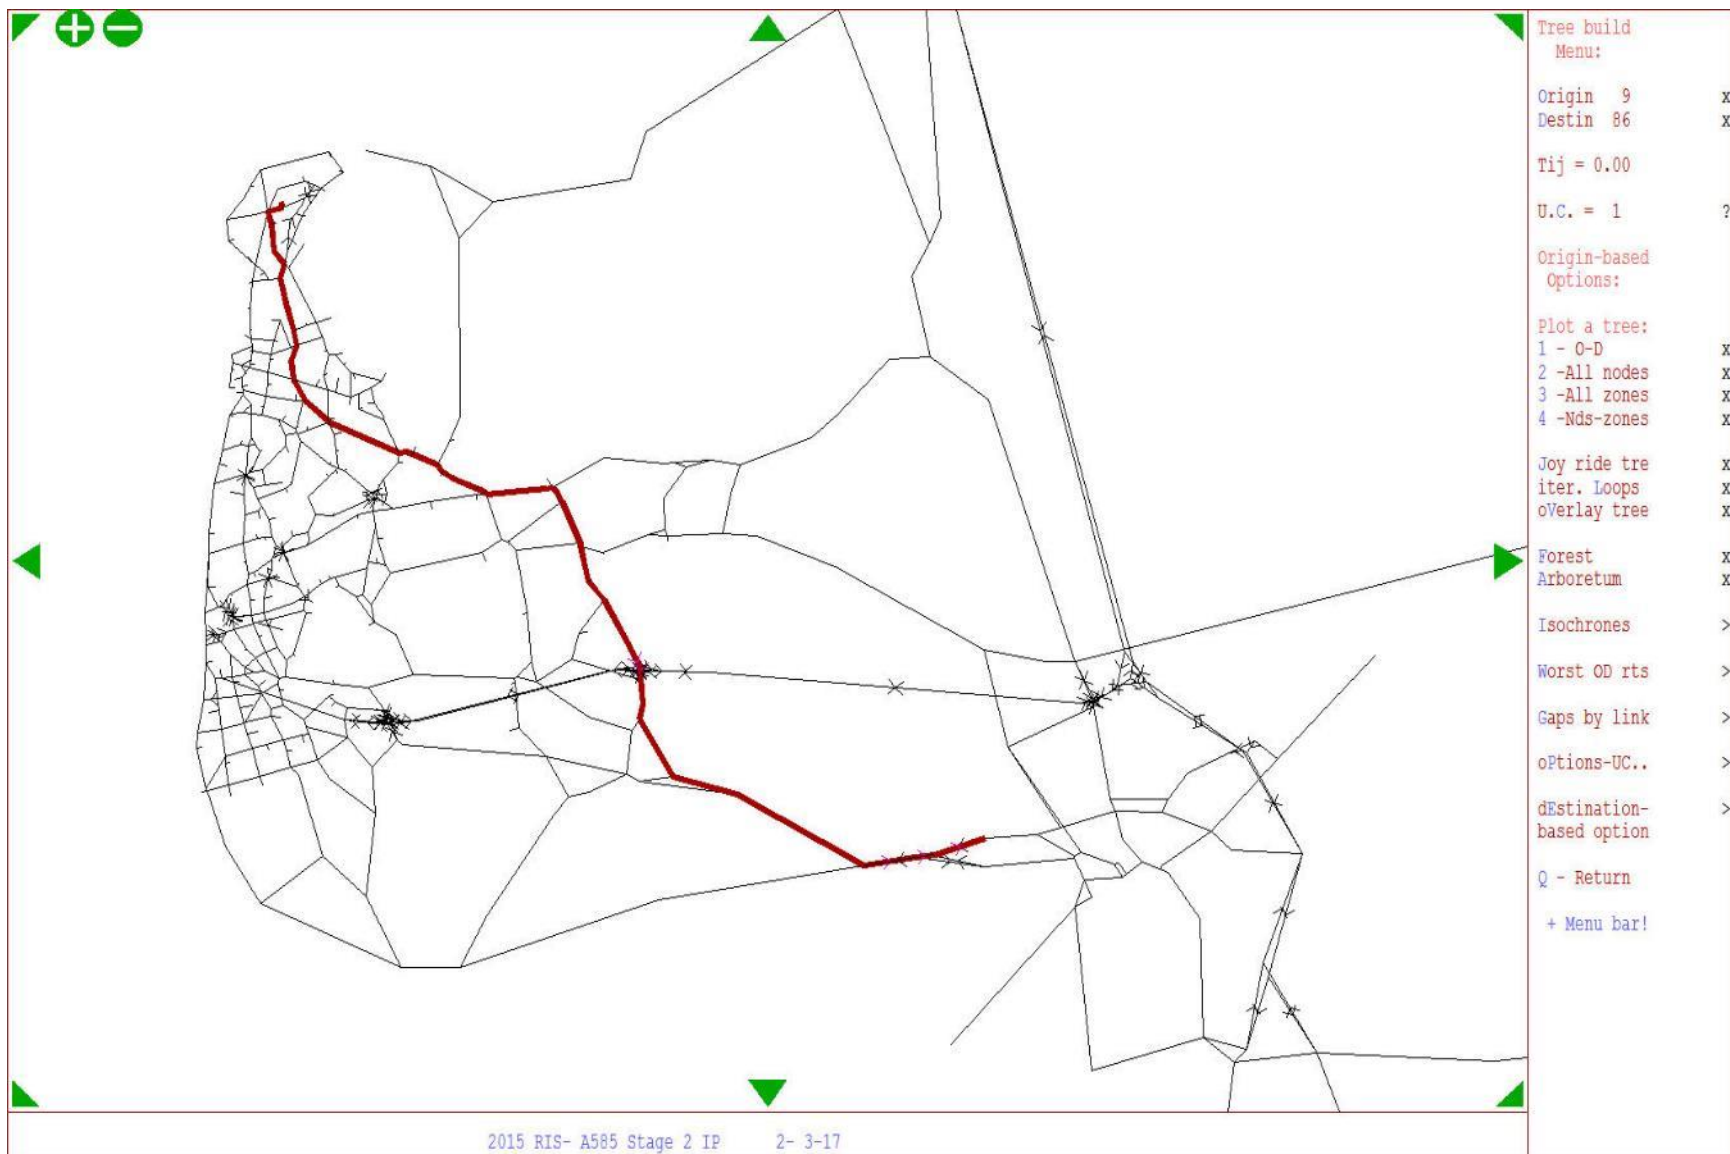 Tree build
Menu:
Origin 9 x
Destin 86 x
Tij = 0.00
U.C. = 1 ?
Origin-based
Options:
Plot a tree:
1 - O-D x
2 -All nodes x
3 -All zones x
4 -Nds-zones x
Joy ride tre x
iter. Loops x
oVerlay tree x
Forest x
Arboretum x
Isochrones >
Worst OD rts >
Gaps by link >
oPtions-UC.. >
dEstination- >
based option
Q - Return
+ Menu bar!
2015 RIS- A585 Stage 2 IP 2- 3-17